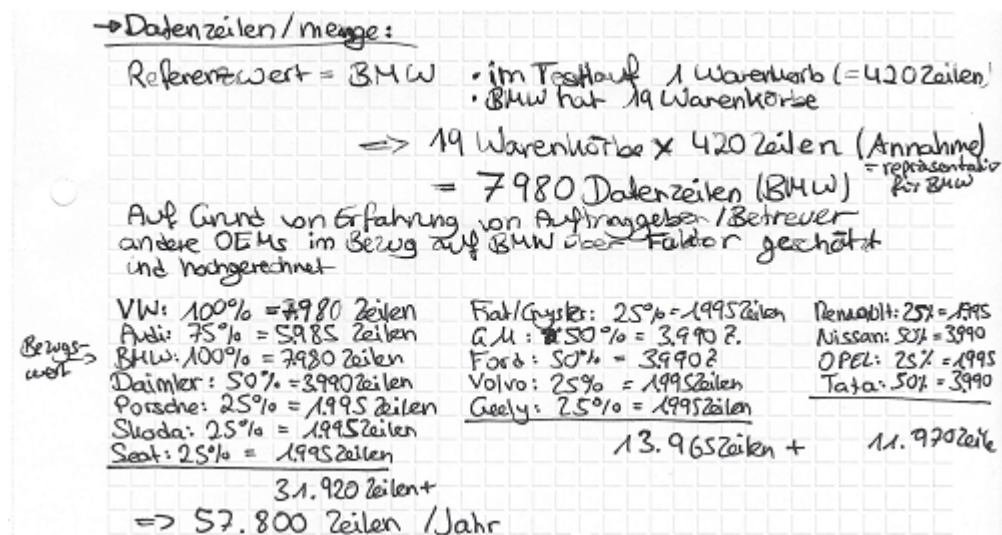 → Datenzeilen/menge:
Referenzwert = BMW • im Testlauf 1 Warenkorb (=420 Zeilen)
• BMW hat 19 Warenkörbe
=> 19 Warenkörbe x 420 Zeilen (Annahme)
= repräsentativ für BMW
= 7980 Datenzeilen (BMW)
Auf Grund von Erfahrung von Auftraggeber/Betreuer
andere OEMs im Bezug auf BMW über Faktor geschätzt
und hochgerechnet
VW: 100% = 7980 Zeilen
Audi: 75% = 5985 Zeilen
Bezugswert → BMW: 100% = 7980 Zeilen
Daimler: 50% = 3990 Zeilen
Porsche: 25% = 1995 Zeilen
Skoda: 25% = 1995 Zeilen
Seat: 25% = 1995 Zeilen
31.920 Zeilen +
Fiat/Crysler: 25% = 1995 Zeilen
G.M: 50% = 3.990 Z.
Ford: 50% = 3.990 Z
Volvo: 25% = 1995 Zeilen
Geely: 25% = 1995 Zeilen
13.965 Zeilen +
Renault: 25% = 1995
Nissan: 50% = 3990
OPEL: 25% = 1995
Tata: 50% = 3990
11.970 Zeile
=> 57.800 Zeilen / Jahr